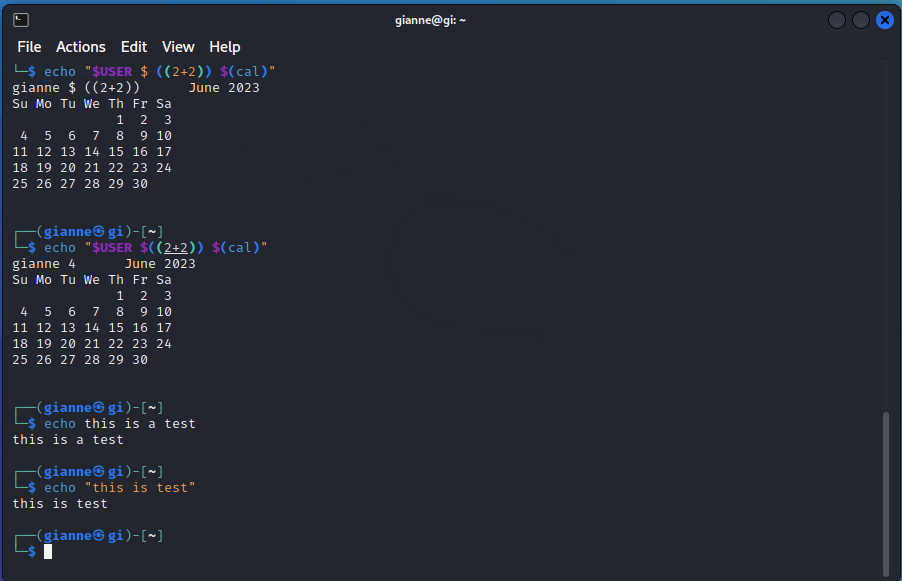 gianne@gi: ~
File Actions Edit View Help
└─$ echo "$USER $ ((2+2)) $(cal)"
gianne $ ((2+2))      June 2023
Su Mo Tu We Th Fr Sa
             1  2  3
 4  5  6  7  8  9 10
11 12 13 14 15 16 17
18 19 20 21 22 23 24
25 26 27 28 29 30
┌──(gianne㉿gi)-[~]
└─$ echo "$USER $((2+2)) $(cal)"
gianne 4      June 2023
Su Mo Tu We Th Fr Sa
             1  2  3
 4  5  6  7  8  9 10
11 12 13 14 15 16 17
18 19 20 21 22 23 24
25 26 27 28 29 30
┌──(gianne㉿gi)-[~]
└─$ echo this is a test
this is a test
┌──(gianne㉿gi)-[~]
└─$ echo "this is test"
this is test
┌──(gianne㉿gi)-[~]
└─$